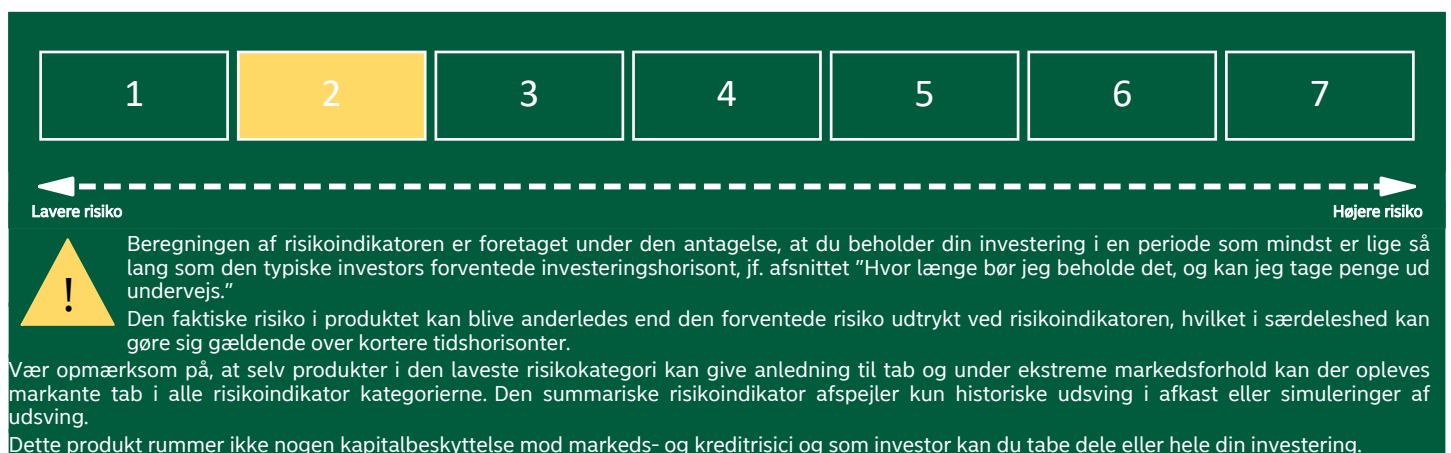 1 2 3 4 5 6 7
Lavere risiko Højere risiko
!
Beregningen af risikoindikatoren er foretaget under den antagelse, at du beholder din investering i en periode som mindst er lige så
lang som den typiske investors forventede investeringshorisont, jf. afsnittet ”Hvor længe bør jeg beholde det, og kan jeg tage penge ud
undervejs.”
Den faktiske risiko i produktet kan blive anderledes end den forventede risiko udtrykt ved risikoindikatoren, hvilket i særdeleshed kan
gøre sig gældende over kortere tidshorisonter.
Vær opmærksom på, at selv produkter i den laveste risikokategori kan give anledning til tab og under ekstreme markedsforhold kan der opleves
markante tab i alle risikoindikator kategorierne. Den summariske risikoindikator afspejler kun historiske udsving i afkast eller simuleringer af
udsving.
Dette produkt rummer ikke nogen kapitalbeskyttelse mod markeds- og kreditrisici og som investor kan du tabe dele eller hele din investering.